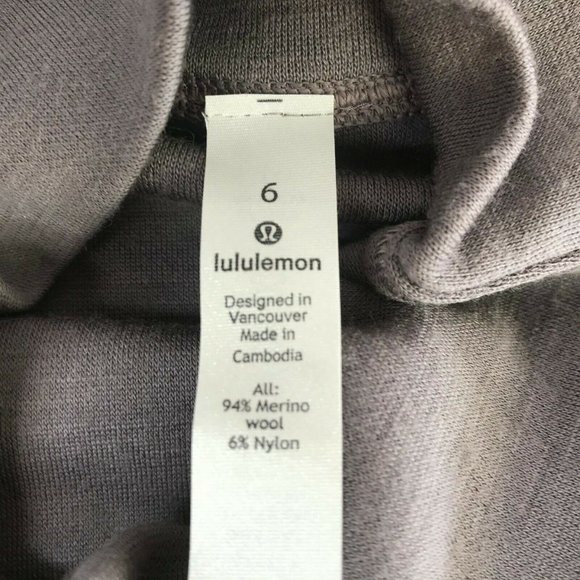 6
lululemon
Designed in
Vancouver
Made in
Cambodia
All:
94% Merino
wool
6% Nylon